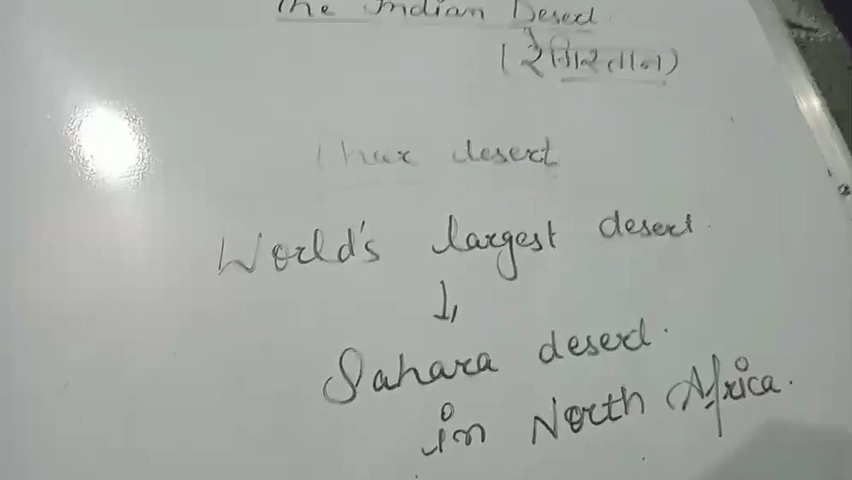 The Indian Desert
(रेगिस्तान)
Thar desert
World's largest desert.
↓
Sahara desert.
in North Africa.